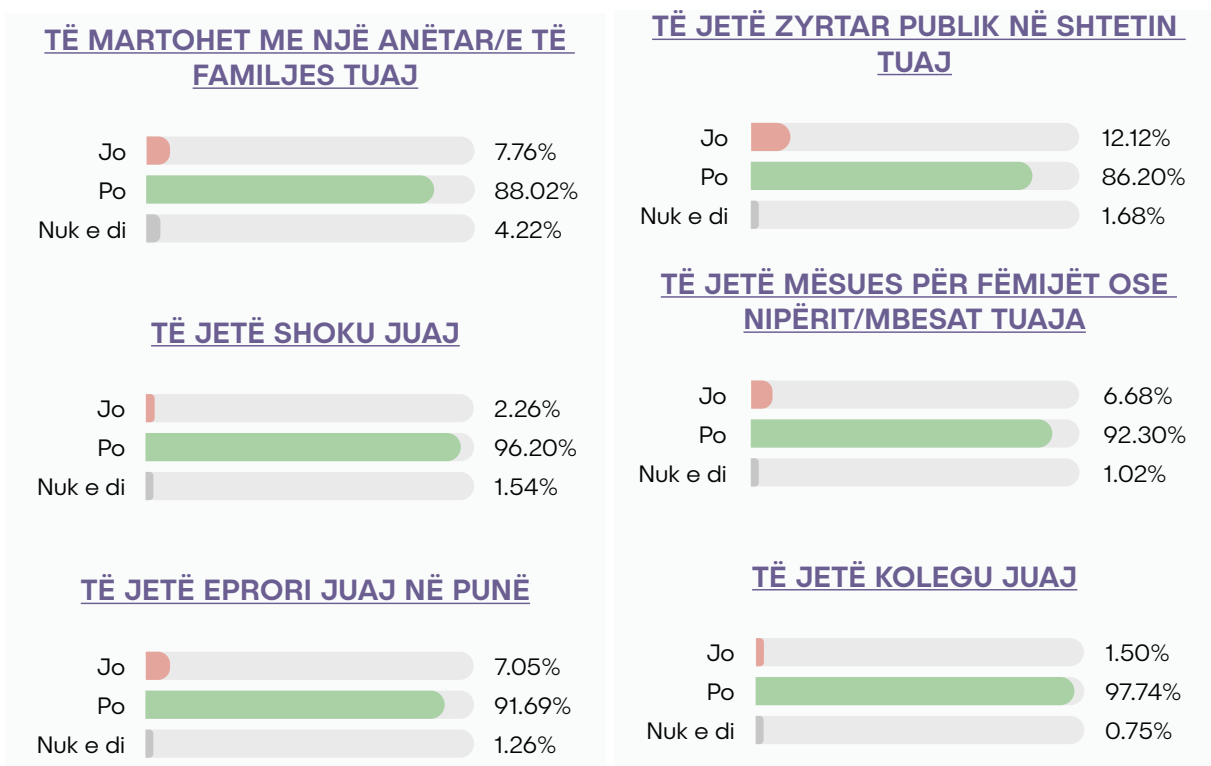 TË MARTOHET ME NJË ANËTAR/E TË
FAMILJES TUAJ
Jo 7.76%
Po 88.02%
Nuk e di 4.22%
TË JETË SHOKU JUAJ
Jo 2.26%
Po 96.20%
Nuk e di 1.54%
TË JETË EPRORI JUAJ NË PUNË
Jo 7.05%
Po 91.69%
Nuk e di 1.26%
TË JETË ZYRTAR PUBLIK NË SHTETIN
TUAJ
Jo 12.12%
Po 86.20%
Nuk e di 1.68%
TË JETË MËSUES PËR FËMIJËT OSE
NIPËRIT/MBESAT TUAJA
Jo 6.68%
Po 92.30%
Nuk e di 1.02%
TË JETË KOLEGU JUAJ
Jo 1.50%
Po 97.74%
Nuk e di 0.75%